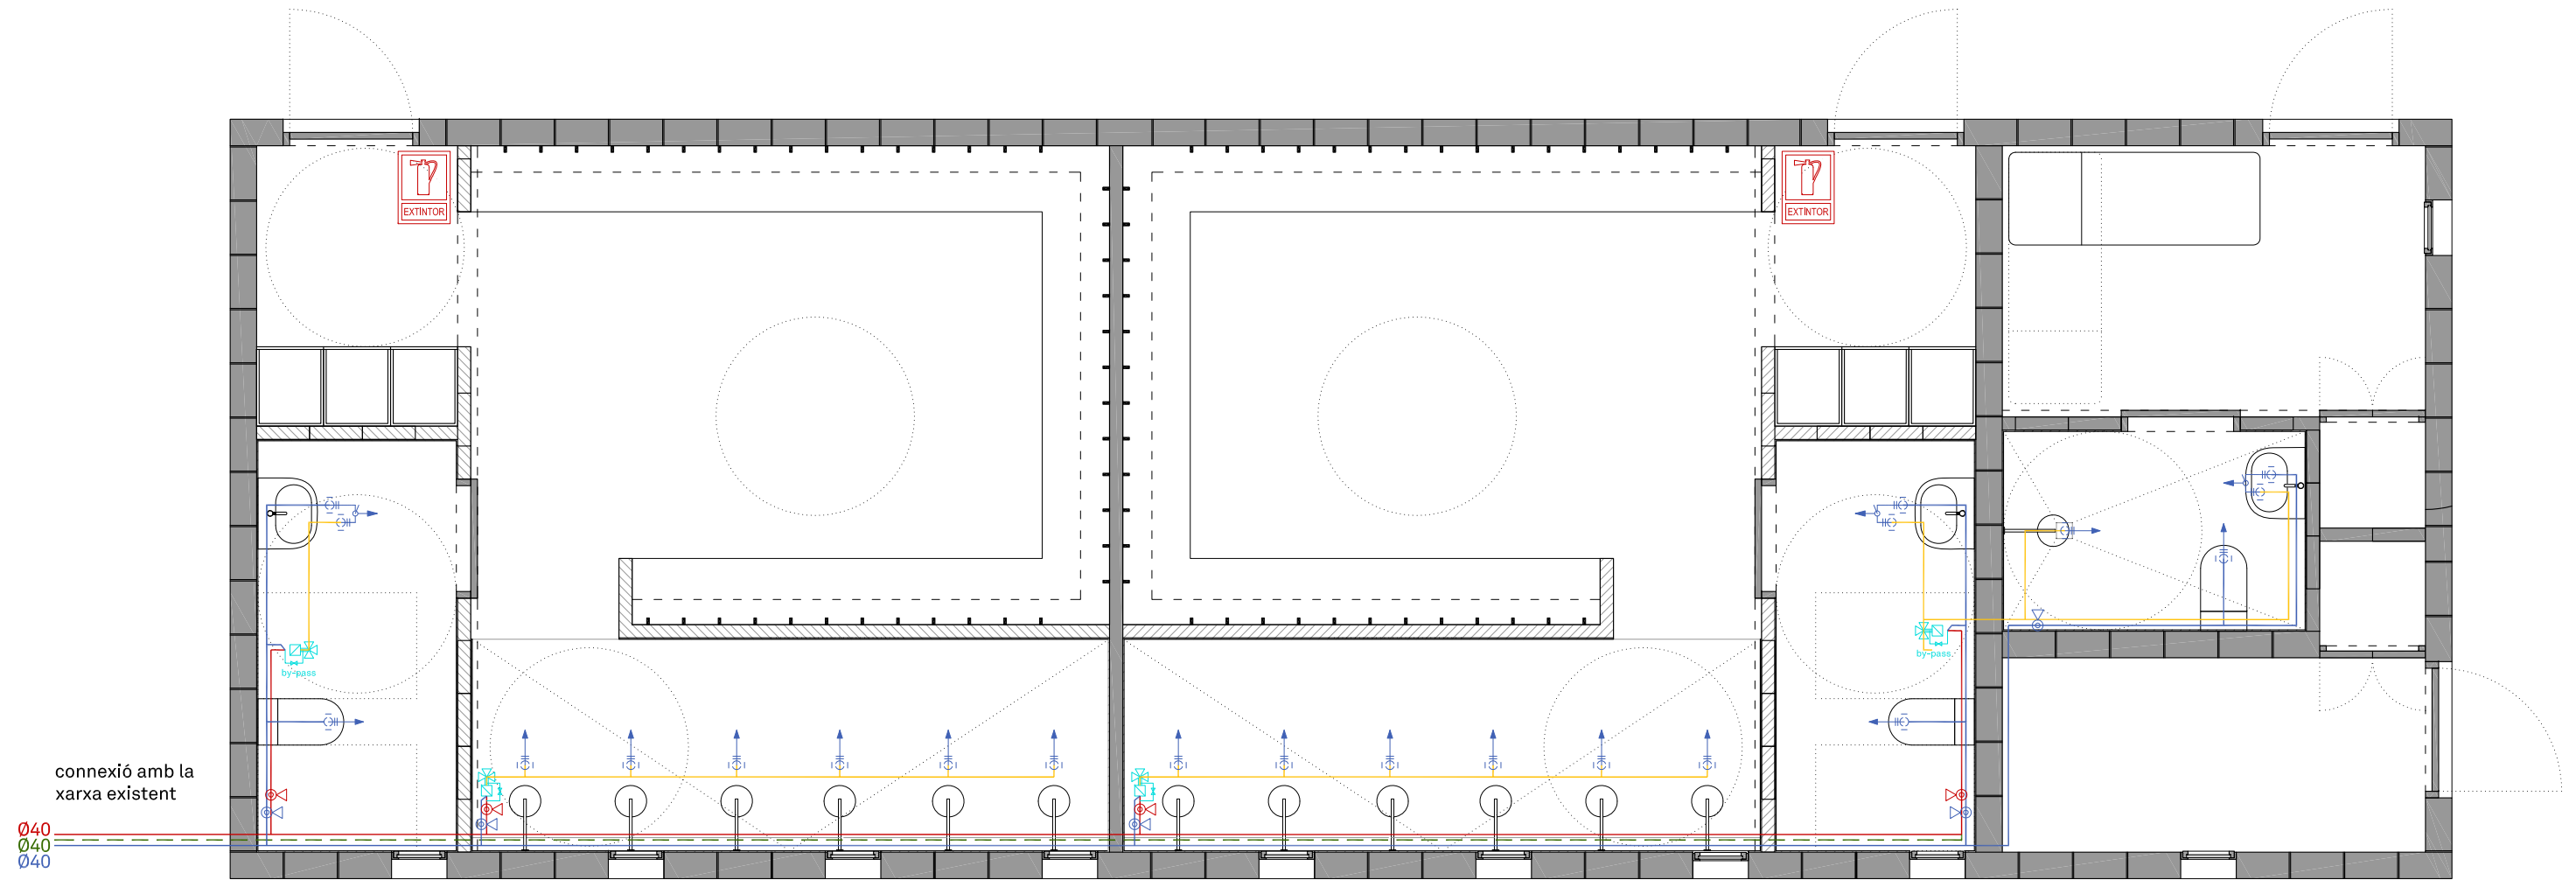 EXTINTOR
EXTINTOR
by-pass
by-pass
connexió amb la
xarxa existent
Ø40
Ø40
Ø40